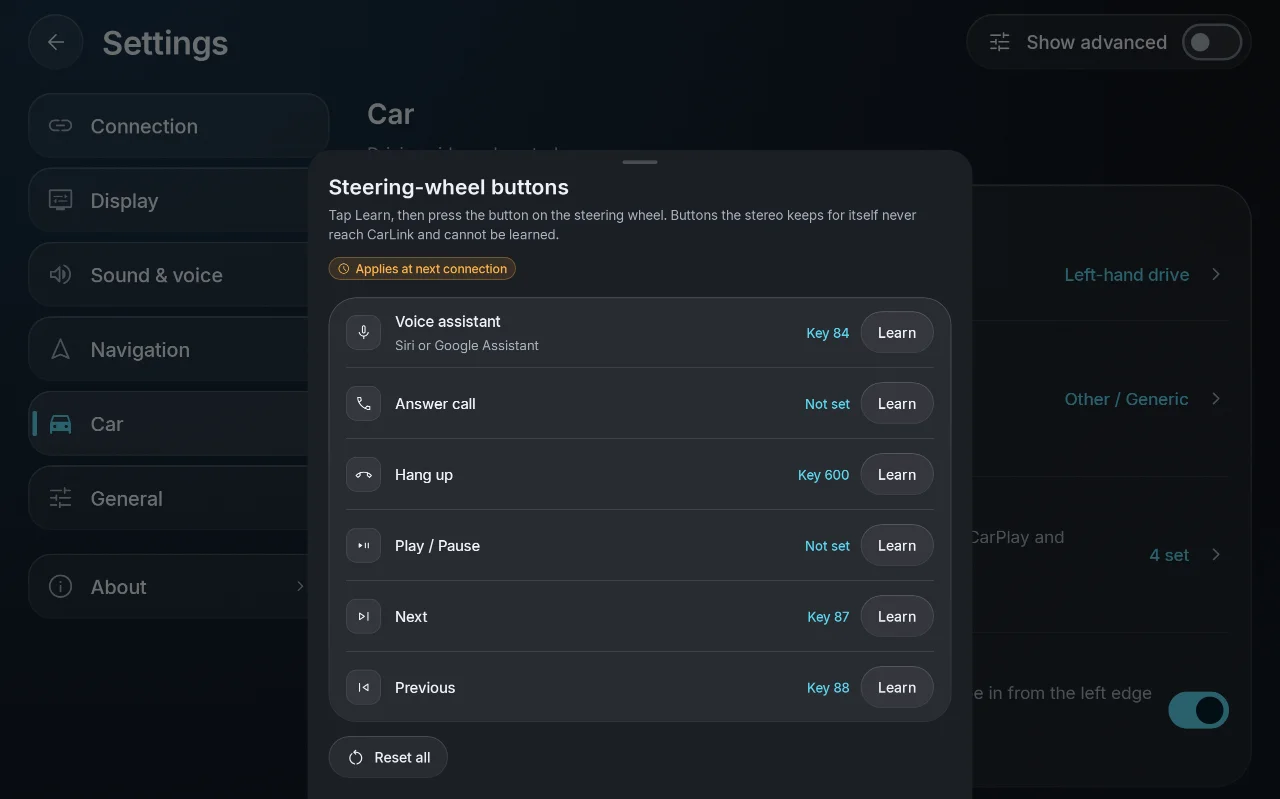 Settings
Show advanced
Connection
Display
Sound & voice
Navigation
Car
General
About
Car
Left-hand drive
Other / Generic
CarPlay and
4 set
e in from the left edge
Steering-wheel buttons
Tap Learn, then press the button on the steering wheel. Buttons the stereo keeps for itself never
reach CarLink and cannot be learned.
Applies at next connection
Voice assistant
Siri or Google Assistant
Key 84
Learn
Answer call
Not set
Learn
Hang up
Key 600
Learn
Play / Pause
Not set
Learn
Next
Key 87
Learn
Previous
Key 88
Learn
Reset all